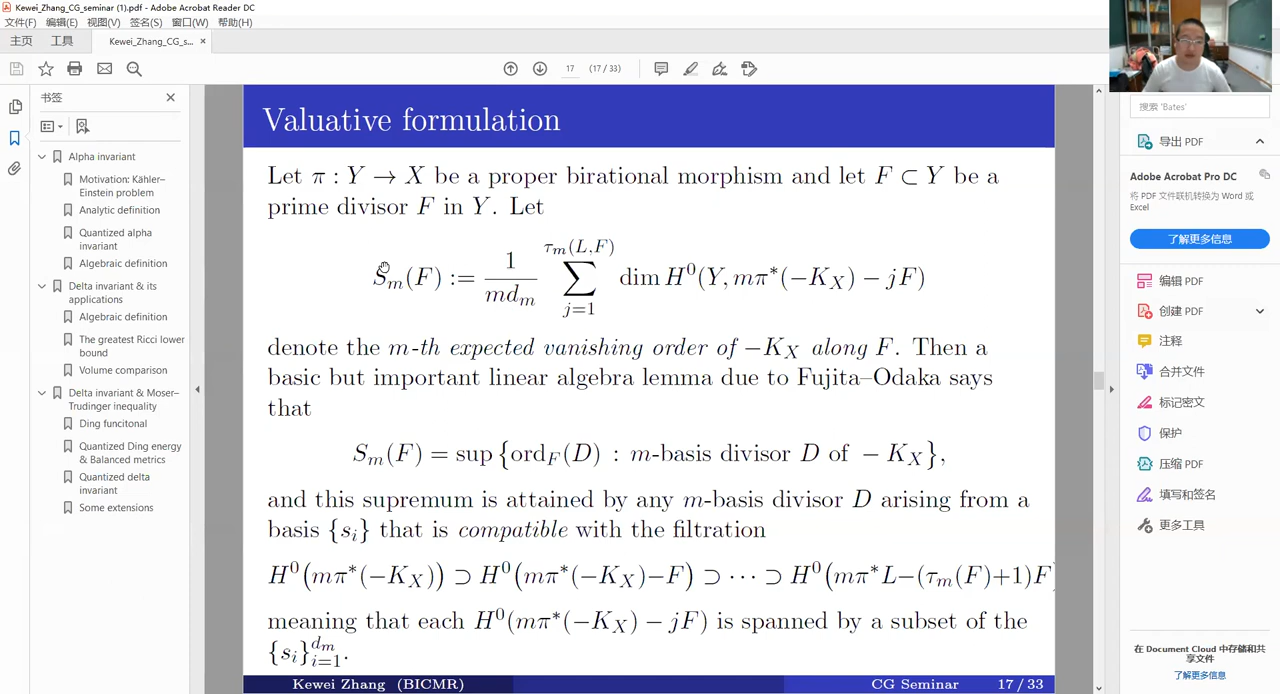 Kewei_Zhang_CG_seminar (1).pdf - Adobe Acrobat Reader DC
文件(F) 编辑(E) 视图(V) 签名(S) 窗口(W) 帮助(H)
主页 工具 Kewei_Zhang_CG_s... ×
17 (17 / 33)
书签
Alpha invariant
Motivation: Kähler–
Einstein problem
Analytic definition
Quantized alpha
invariant
Algebraic definition
Delta invariant & its
applications
Algebraic definition
The greatest Ricci lower
bound
Volume comparison
Delta invariant & Moser–
Trudinger inequality
Ding funcitonal
Quantized Ding energy
& Balanced metrics
Quantized delta
invariant
Some extensions
Valuative formulation
Let π : Y → X be a proper birational morphism and let F ⊂ Y be a
prime divisor F in Y. Let
S_m(F) := \frac{1}{md_m} \sum_{j=1}^{τ_m(L,F)} dim H^0(Y, mπ*(−K_X) − jF)
denote the m-th expected vanishing order of −K_X along F. Then a
basic but important linear algebra lemma due to Fujita–Odaka says
that
S_m(F) = sup {ord_F(D) : m-basis divisor D of − K_X},
and this supremum is attained by any m-basis divisor D arising from a
basis {s_i} that is compatible with the filtration
H^0(mπ*(−K_X)) ⊃ H^0(mπ*(−K_X)−F) ⊃ ··· ⊃ H^0(mπ*L−(τ_m(F)+1)F
meaning that each H^0(mπ*(−K_X) − jF) is spanned by a subset of the
{s_i}_{i=1}^{d_m}.
Kewei Zhang (BICMR) CG Seminar 17 / 33
搜索 'Bates'
导出 PDF
Adobe Acrobat Pro DC
将 PDF 文件联机转换为 Word 或
Excel
了解更多信息
编辑 PDF
创建 PDF
注释
合并文件
标记密文
保护
压缩 PDF
填写和签名
更多工具
在 Document Cloud 中存储和共
享文件
了解更多信息